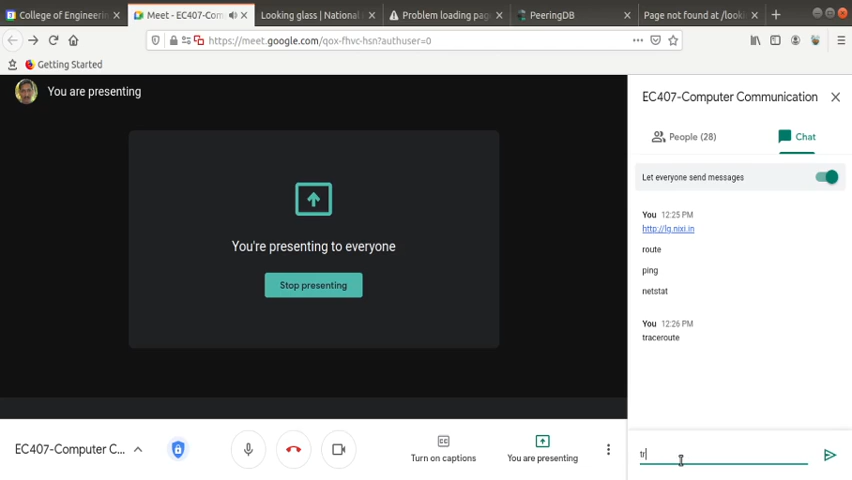 College of Engineerin
Meet - EC407-Com
Looking glass | National
Problem loading page
PeeringDB
Page not found at /looki
https://meet.google.com/qox-fhvc-hsn?authuser=0
Getting Started
You are presenting
EC407-Computer Communication
People (28)
Chat
Let everyone send messages
You 12:25 PM
http://lg.nixi.in
route
ping
netstat
You 12:26 PM
traceroute
You're presenting to everyone
Stop presenting
EC407-Computer C...
CC
Turn on captions
You are presenting
tr